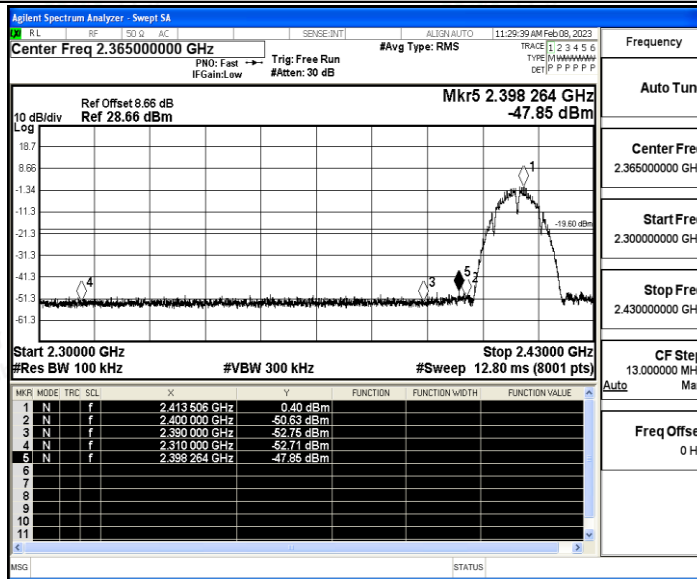 Agilent Spectrum Analyzer - Swept SA
RL RF 50 Ω AC SENSE:INT ALIGN AUTO 11:29:39 AM Feb 08, 2023
Center Freq 2.365000000 GHz
PNO: Fast
IFGain:Low
Trig: Free Run
#Atten: 30 dB
#Avg Type: RMS
TRACE 1 2 3 4 5 6
TYPE M
DET P P P P P P
Ref Offset 8.66 dB
10 dB/div Ref 28.66 dBm
Log
Mkr5 2.398 264 GHz
-47.85 dBm
18.7
8.66
-1.34
-11.3
-21.3
-31.3
-41.3
-51.3
-61.3
1
-19.60 dBm
4
3
5
2
Start 2.30000 GHz Stop 2.43000 GHz
#Res BW 100 kHz #VBW 300 kHz #Sweep 12.80 ms (8001 pts)
MKR MODE TRC SCL X Y FUNCTION FUNCTION WIDTH FUNCTION VALUE
1 N f 2.413 506 GHz 0.40 dBm
2 N f 2.400 000 GHz -50.63 dBm
3 N f 2.390 000 GHz -52.75 dBm
4 N f 2.310 000 GHz -52.71 dBm
5 N f 2.398 264 GHz -47.85 dBm
6
7
8
9
10
11
MSG STATUS
Frequency
Auto Tun
Center Fre
2.365000000 GH
Start Fre
2.300000000 GH
Stop Fre
2.430000000 GH
CF Step
13.000000 MH
Auto Ma
Freq Offse
0 H